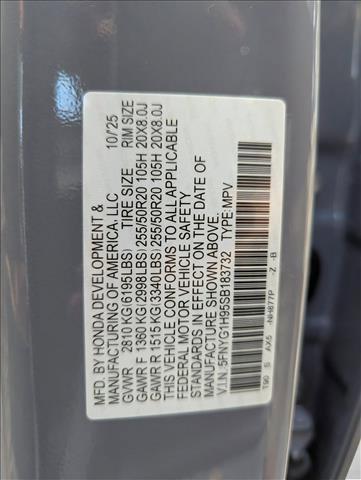 MFD. BY HONDA DEVELOPMENT &
MANUFACTURING OF AMERICA, LLC 10/25
GVWR 2810 KG(6195LBS) TIRE SIZE RIM SIZE
GAWR F 1360 KG(2998LBS)255/50R20 105H 20X8.0J
GAWR R 1515 KG(3340LBS)255/50R20 105H 20X8.0J
THIS VEHICLE CONFORMS TO ALL APPLICABLE
FEDERAL MOTOR VEHICLE SAFETY
STANDARDS IN EFFECT ON THE DATE OF
MANUFACTURE SHOWN ABOVE.
V.I.N.:5FNYG1H95SB183732 TYPE:MPV
T90 S AX5 -NH877P -Z -B